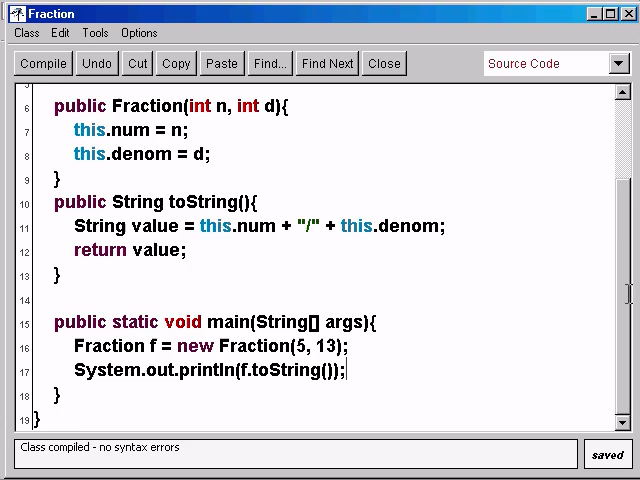 Fraction
Class Edit Tools Options
Compile Undo Cut Copy Paste Find... Find Next Close Source Code
6 public Fraction(int n, int d){
7 this.num = n;
8 this.denom = d;
9 }
10 public String toString(){
11 String value = this.num + "/" + this.denom;
12 return value;
13 }
14
15 public static void main(String[] args){
16 Fraction f = new Fraction(5, 13);
17 System.out.println(f.toString());
18 }
19 }
Class compiled - no syntax errors
saved